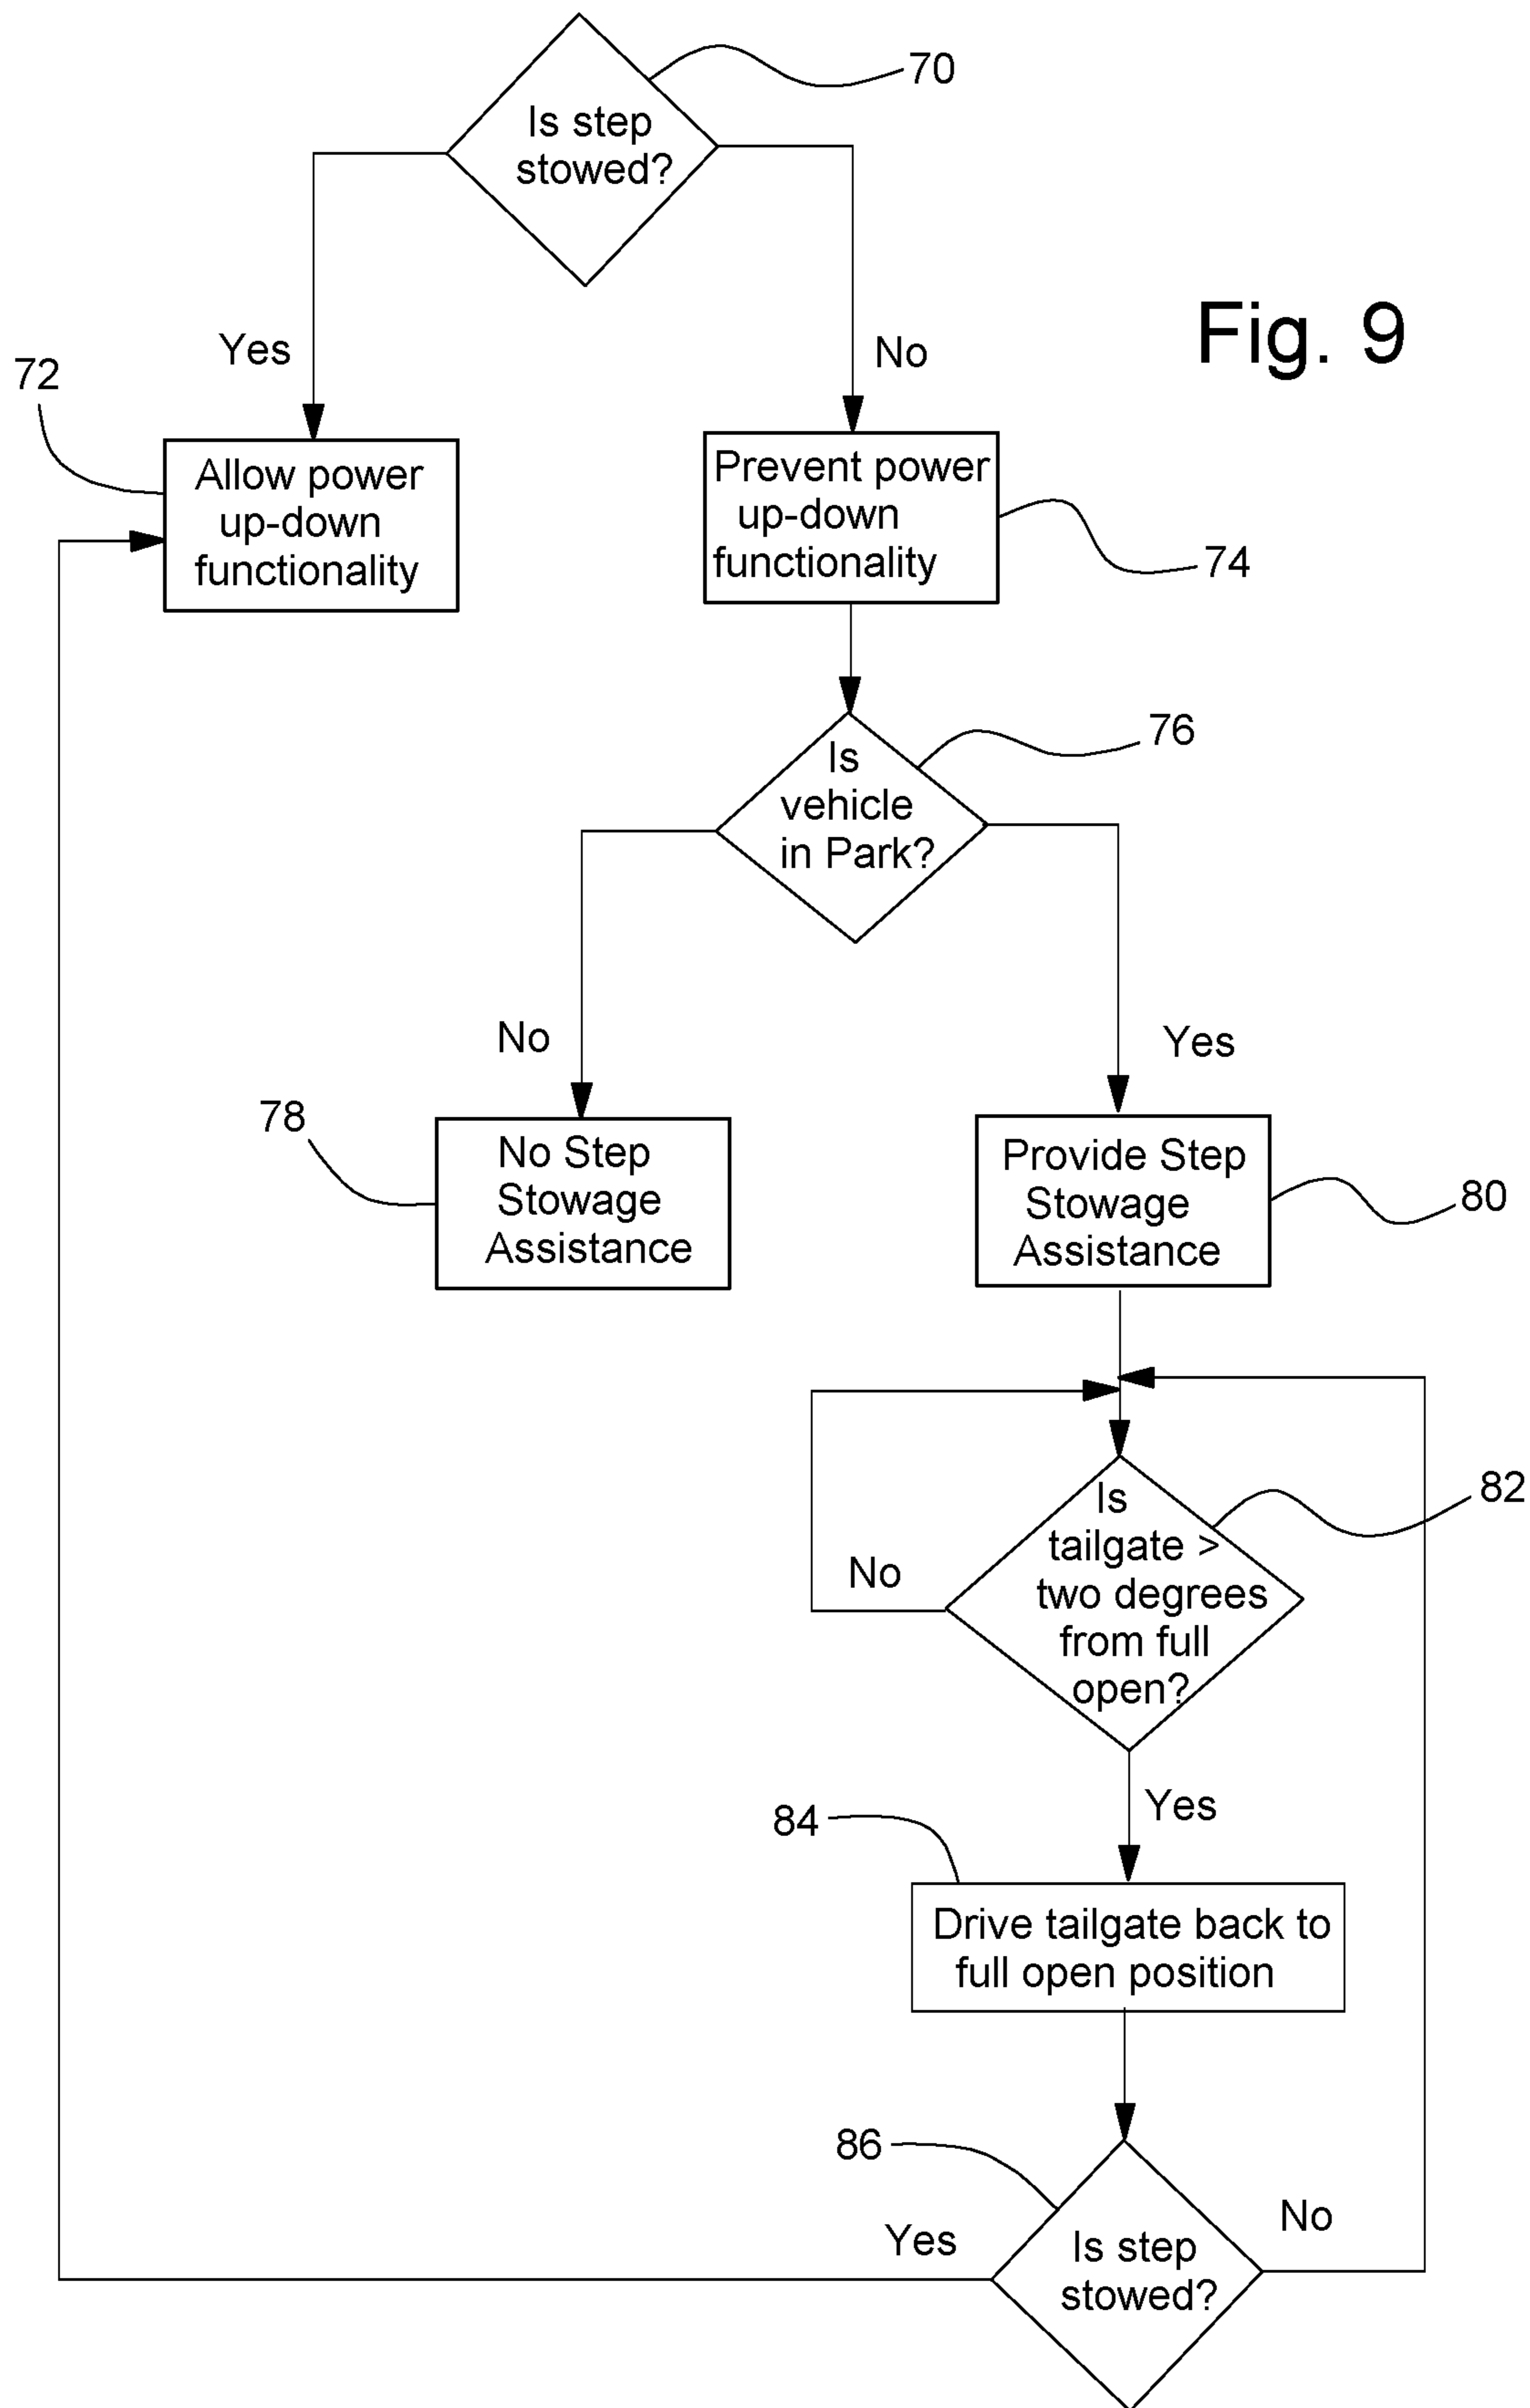 70
Is step
stowed?
Fig. 9
Yes
No
72
Allow power
up-down
functionality
Prevent power
up-down
functionality
74
76
Is
vehicle
in Park?
No
Yes
78
No Step
Stowage
Assistance
Provide Step
Stowage
Assistance
80
82
Is
tailgate >
two degrees
from full
open?
No
Yes
84
Drive tailgate back to
full open position
86
Is step
stowed?
Yes
No